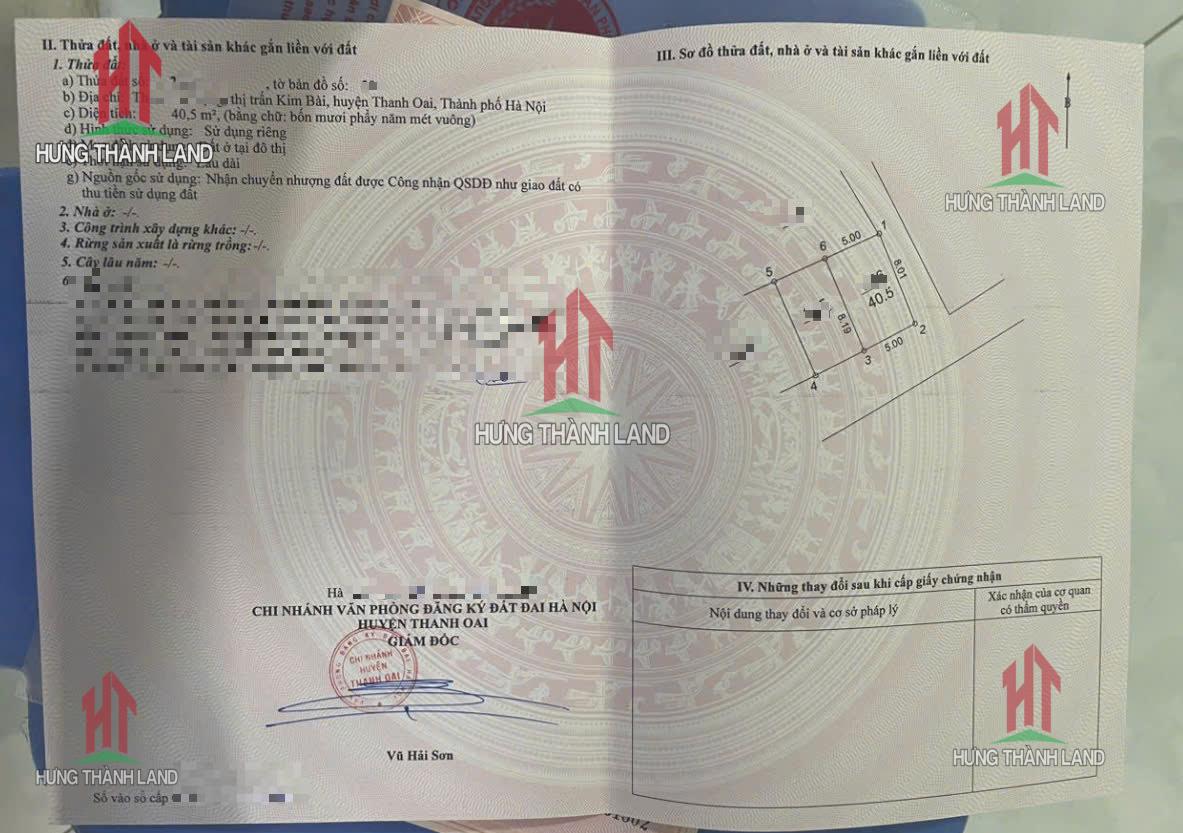 II. Thửa đất, nhà ở và tài sản khác gắn liền với đất
1. Thửa đất:
a) Thửa đất số: , tờ bản đồ số:
b) Địa chỉ: thị trấn Kim Bài, huyện Thanh Oai, Thành phố Hà Nội
c) Diện tích: 40,5 m², (bằng chữ: bốn mươi phẩy năm mét vuông)
d) Hình thức sử dụng: Sử dụng riêng
ở tại đô thị
dài
g) Nguồn gốc sử dụng: Nhận chuyển nhượng đất được Công nhận QSDĐ như giao đất có
thu tiền sử dụng đất
2. Nhà ở: -/-.
3. Công trình xây dựng khác: -/-.
4. Rừng sản xuất là rừng trồng: -/-.
5. Cây lâu năm: -/-.
6
Hà
CHI NHÁNH VĂN PHÒNG ĐĂNG KÝ ĐẤT ĐAI HÀ NỘI
HUYỆN THANH OAI
GIÁM ĐỐC
CHI NHÁNH
HUYỆN
THANH OAI
Vũ Hải Sơn
Số vào sổ cấp
III. Sơ đồ thửa đất, nhà ở và tài sản khác gắn liền với đất
B
1
6
5.00
5
8.01
40.5
8.19
2
5.00
3
4
IV. Những thay đổi sau khi cấp giấy chứng nhận
Nội dung thay đổi và cơ sở pháp lý
Xác nhận của cơ quan
có thẩm quyền
HƯNG THÀNH LAND
HƯNG THÀNH LAND
HƯNG THÀNH LAND
HƯNG THÀNH LAND
HƯNG THÀNH LAND